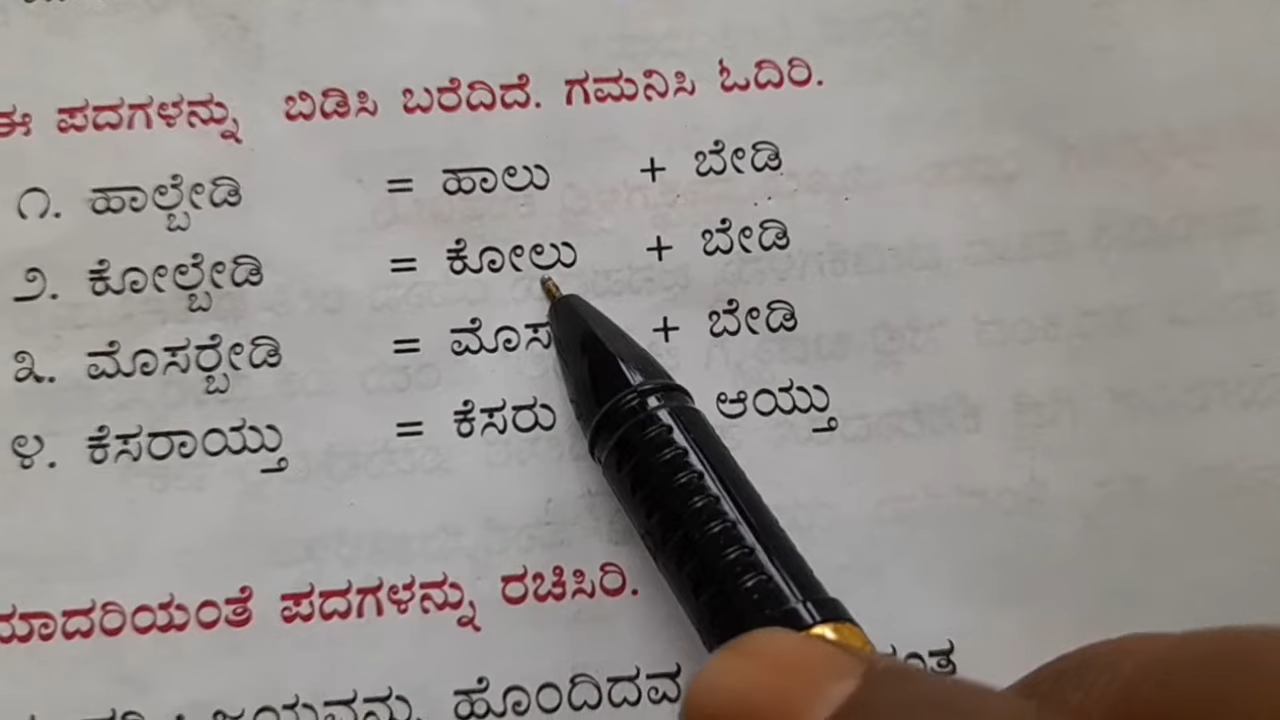 ಈ ಪದಗಳನ್ನು ಬಿಡಿಸಿ ಬರೆದಿದೆ. ಗಮನಿಸಿ ಓದಿರಿ.
೧. ಹಾಲ್ಬೇಡಿ = ಹಾಲು + ಬೇಡಿ
೨. ಕೋಲ್ಬೇಡಿ = ಕೋಲು + ಬೇಡಿ
೩. ಮೊಸರ್‍ಬೇಡಿ = ಮೊಸ + ಬೇಡಿ
೪. ಕೆಸರಾಯ್ತು = ಕೆಸರು ಆಯ್ತು
ಮಾದರಿಯಂತೆ ಪದಗಳನ್ನು ರಚಿಸಿರಿ.
ಹೊಂದಿದವ